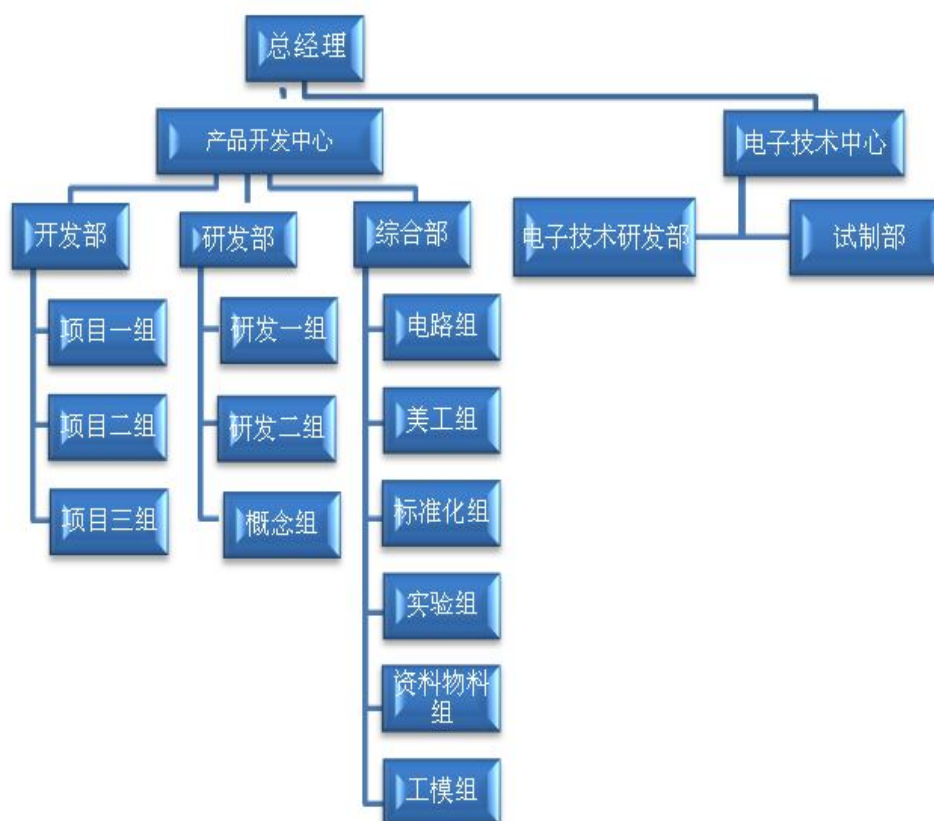 总经理
产品开发中心
电子技术中心
开发部
研发部
综合部
电子技术研发部
试制部
项目一组
研发一组
电路组
项目二组
研发二组
美工组
项目三组
概念组
标准化组
实验组
资料物料
组
工模组